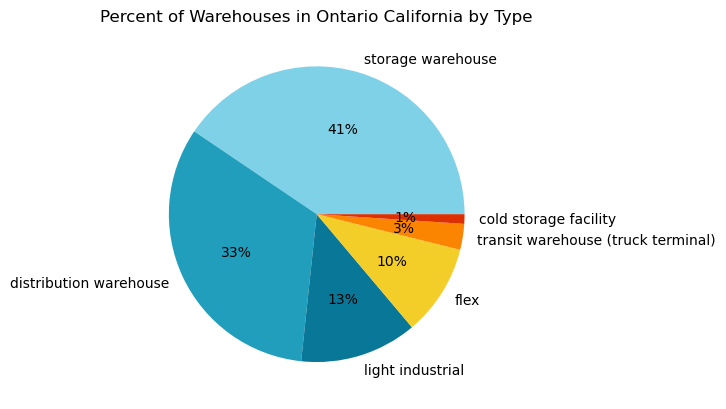 Percent of Warehouses in Ontario California by Type
storage warehouse
41%
1%
cold storage facility
3%
transit warehouse (truck terminal)
33%
10%
distribution warehouse
13%
flex
light industrial